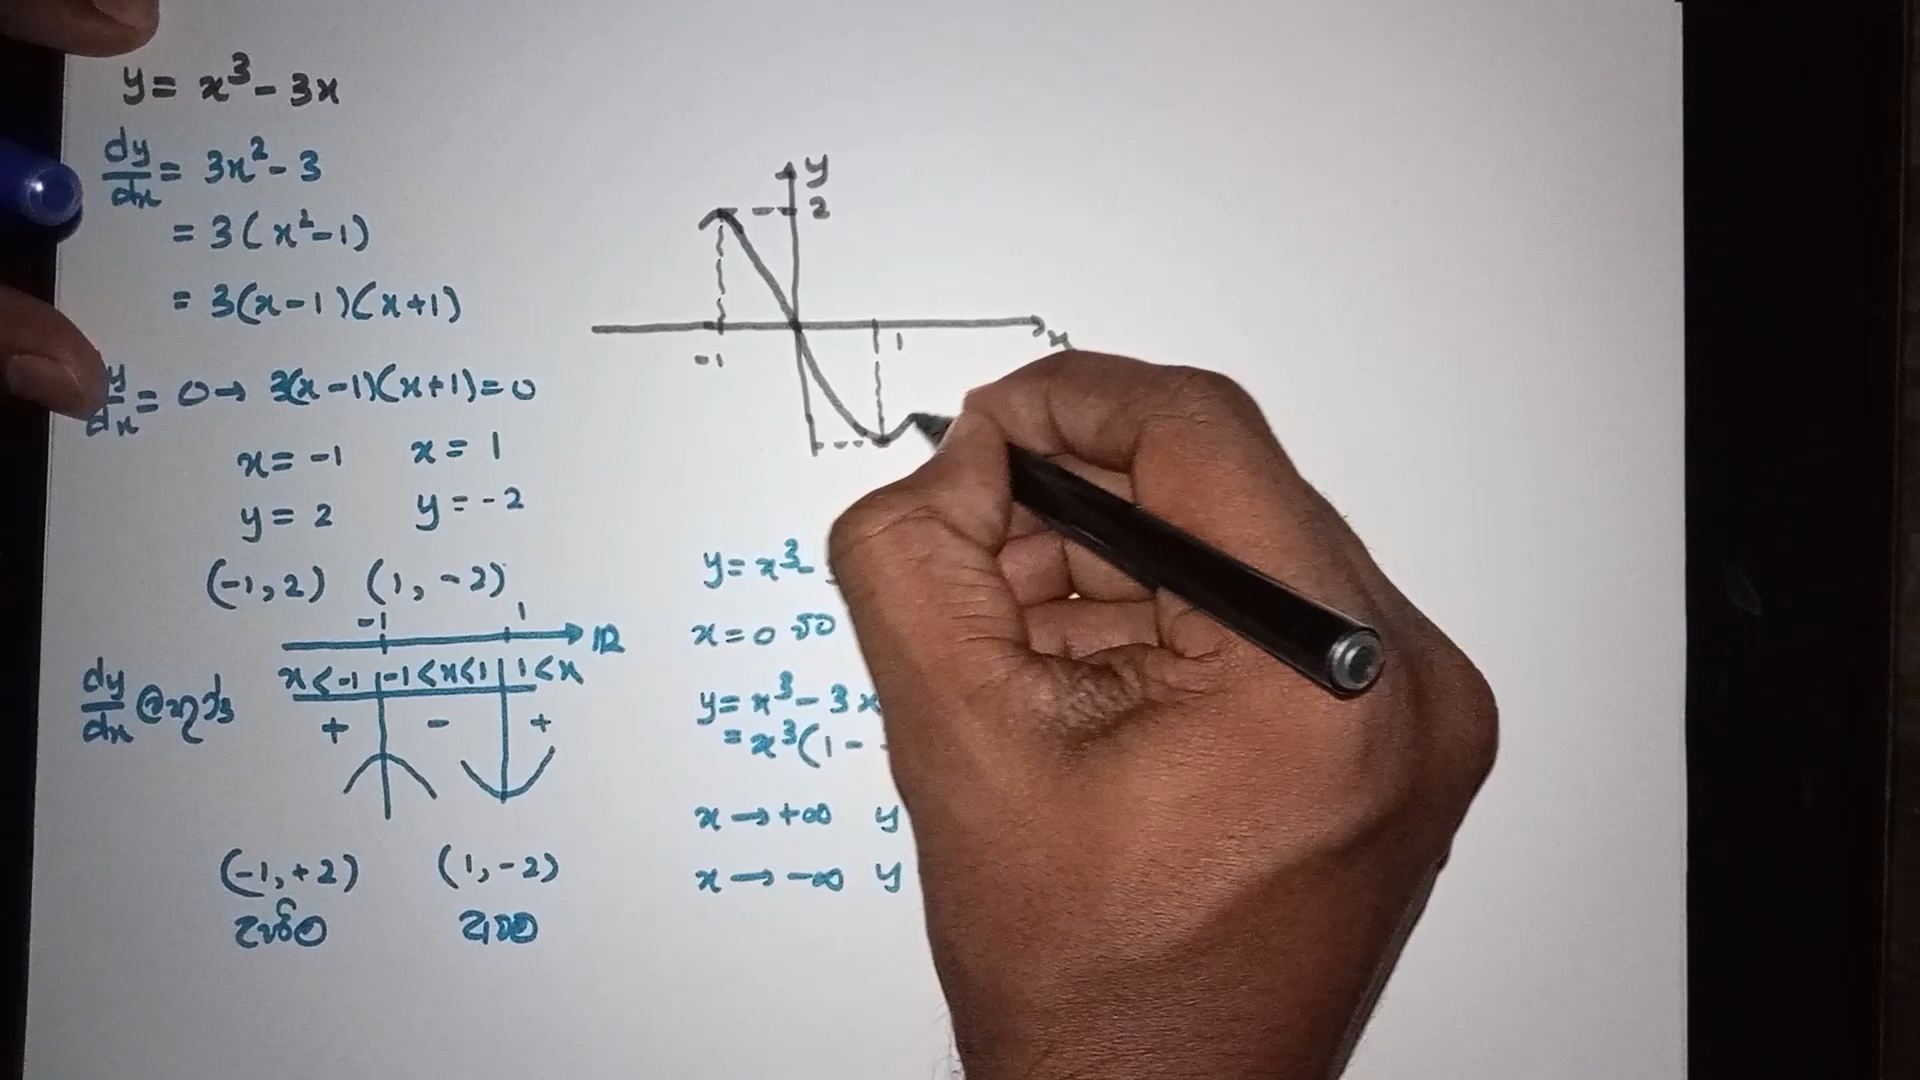 y = x³ - 3x
dy/dx = 3x² - 3
= 3(x² - 1)
= 3(x - 1)(x + 1)
dy/dx = 0 → 3(x - 1)(x + 1) = 0
x = -1 x = 1
y = 2 y = -2
(-1, 2) (1, -2)
-1 1
ℝ
x < -1 -1 < x < 1 1 < x
dy/dx
+ - +
(-1, +2) (1, -2)
y
2
-1 1
x
y = x³ -
x = 0 විට
y = x³ - 3x
= x³(1 -
x → +∞ y
x → -∞ y